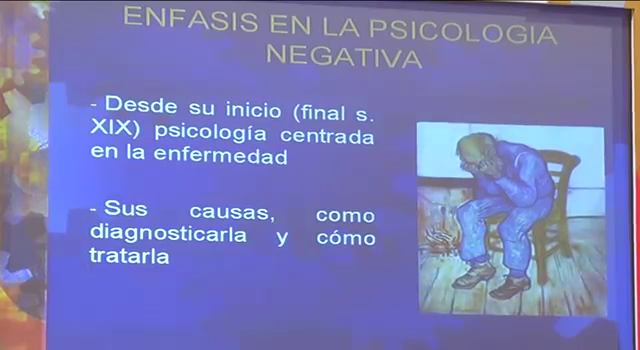 ENFASIS EN LA PSICOLOGIA
NEGATIVA
- Desde su inicio (final s.
XIX) psicología centrada
en la enfermedad
- Sus causas, como
diagnosticarla y cómo
tratarla